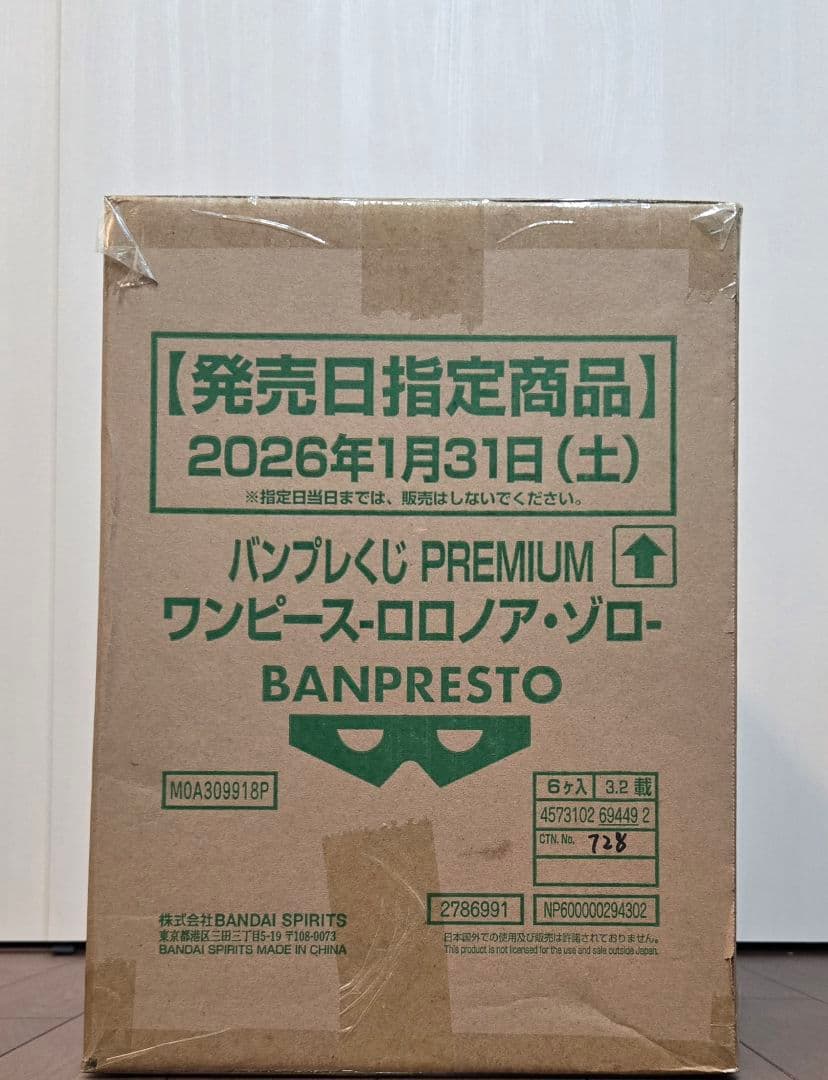 【発売日指定商品】
2026年1月31日(土)
※指定日当日までは、販売はしないでください。
バンプレくじ PREMIUM
ワンピース-ロロノア・ゾロ-
BANPRESTO
M0A309918P
6ヶ入 3.2 載
4573102 69449 2
CTN. No. 728
2786991 NP600000294302
株式会社BANDAI SPIRITS
東京都港区三田三丁目5-19 〒108-0073
BANDAI SPIRITS MADE IN CHINA
日本国外での使用及び販売は許諾されておりません。
This product is not licensed for the use and sale outside Japan.